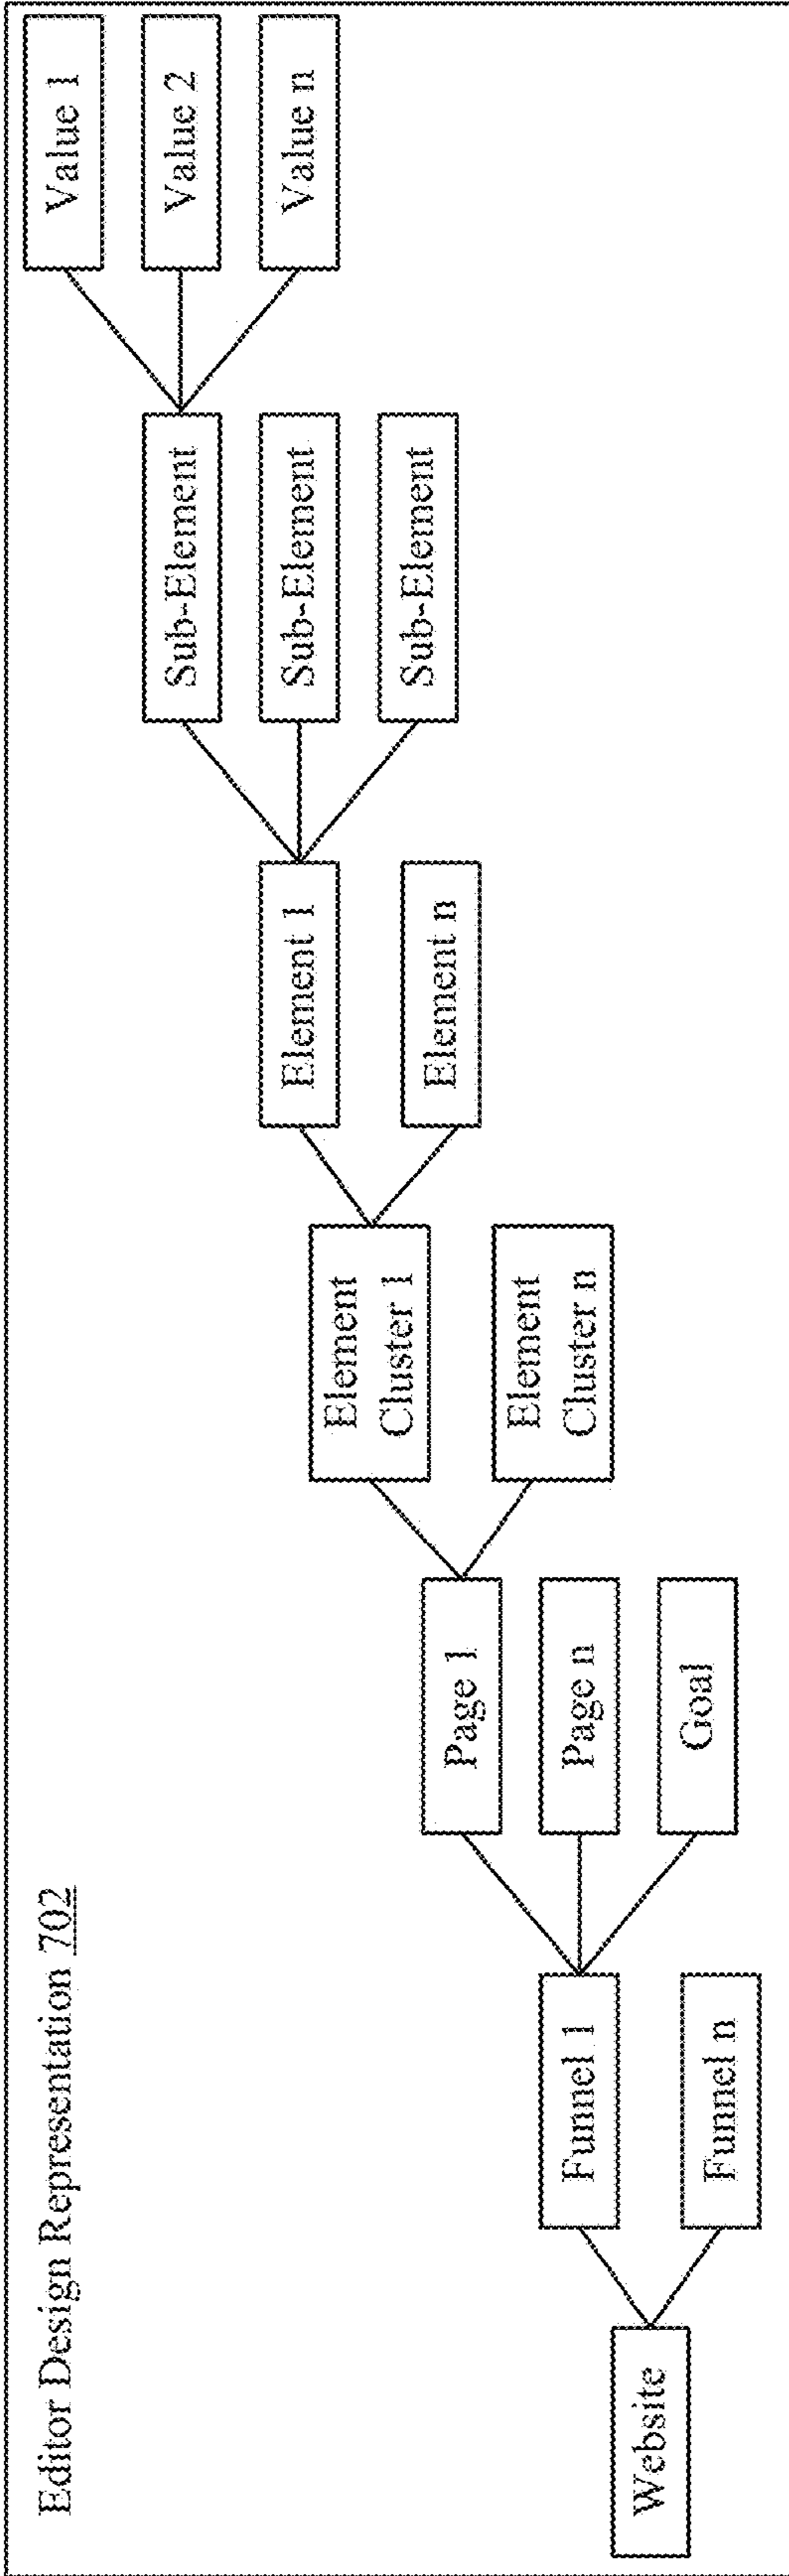 Editor Design Representation 702
Website
Funnel 1
Funnel n
Page 1
Page n
Goal
Element
Cluster 1
Element
Cluster n
Element 1
Element n
Sub-Element
Sub-Element
Sub-Element
Value 1
Value 2
Value n